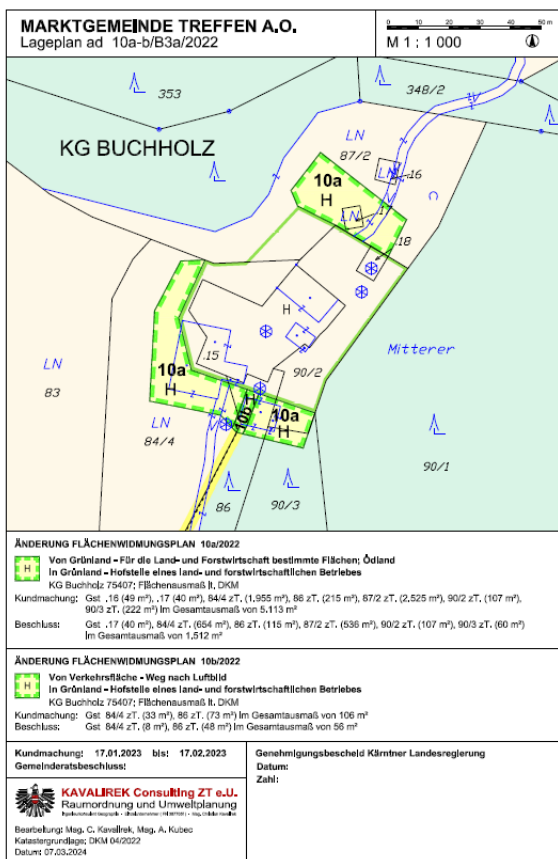 MARKTGEMEINDE TREFFEN A.O.
Lageplan ad 10a-b/B3a/2022
0 10 20 30 40 50 m
M 1 : 1 000
353
348/2
KG BUCHHOLZ
LN
87/2
LN
.16
10a
H
LN
.17
.18
H
LN
83
.15
10a
H
90/2
Mitterer
LN
84/4
10b
H
10a
H
86
90/3
90/1
ÄNDERUNG FLÄCHENWIDMUNGSPLAN 10a/2022
H
Von Grünland - Für die Land- und Forstwirtschaft bestimmte Flächen; Ödland
in Grünland - Hofstelle eines land- und forstwirtschaftlichen Betriebes
KG Buchholz 75407; Flächenausmaß lt. DKM
Kundmachung: Gst .16 (49 m²), .17 (40 m²), 84/4 zT. (1.955 m²), 86 zT. (215 m²), 87/2 zT. (2.525 m²), 90/2 zT. (107 m²),
90/3 zT. (222 m²) im Gesamtausmaß von 5.113 m²
Beschluss: Gst .17 (40 m²), 84/4 zT. (654 m²), 86 zT. (115 m²), 87/2 zT. (536 m²), 90/2 zT. (107 m²), 90/3 zT. (60 m²)
im Gesamtausmaß von 1.512 m²
ÄNDERUNG FLÄCHENWIDMUNGSPLAN 10b/2022
H
Von Verkehrsfläche - Weg nach Luftbild
in Grünland - Hofstelle eines land- und forstwirtschaftlichen Betriebes
KG Buchholz 75407; Flächenausmaß lt. DKM
Kundmachung: Gst 84/4 zT. (33 m²), 86 zT. (73 m²) im Gesamtausmaß von 106 m²
Beschluss: Gst 84/4 zT. (8 m²), 86 zT. (48 m²) im Gesamtausmaß von 56 m²
Kundmachung: 17.01.2023 bis: 17.02.2023
Gemeinderatsbeschluss:
Genehmigungsbescheid Kärntner Landesregierung
Datum:
Zahl:
KAVALIREK Consulting ZT e.U.
Raumordnung und Umweltplanung
Bearbeitung: Mag. C. Kavalirek, Mag. A. Kubec
Katastergrundlage: DKM 04/2022
Datum: 07.03.2024